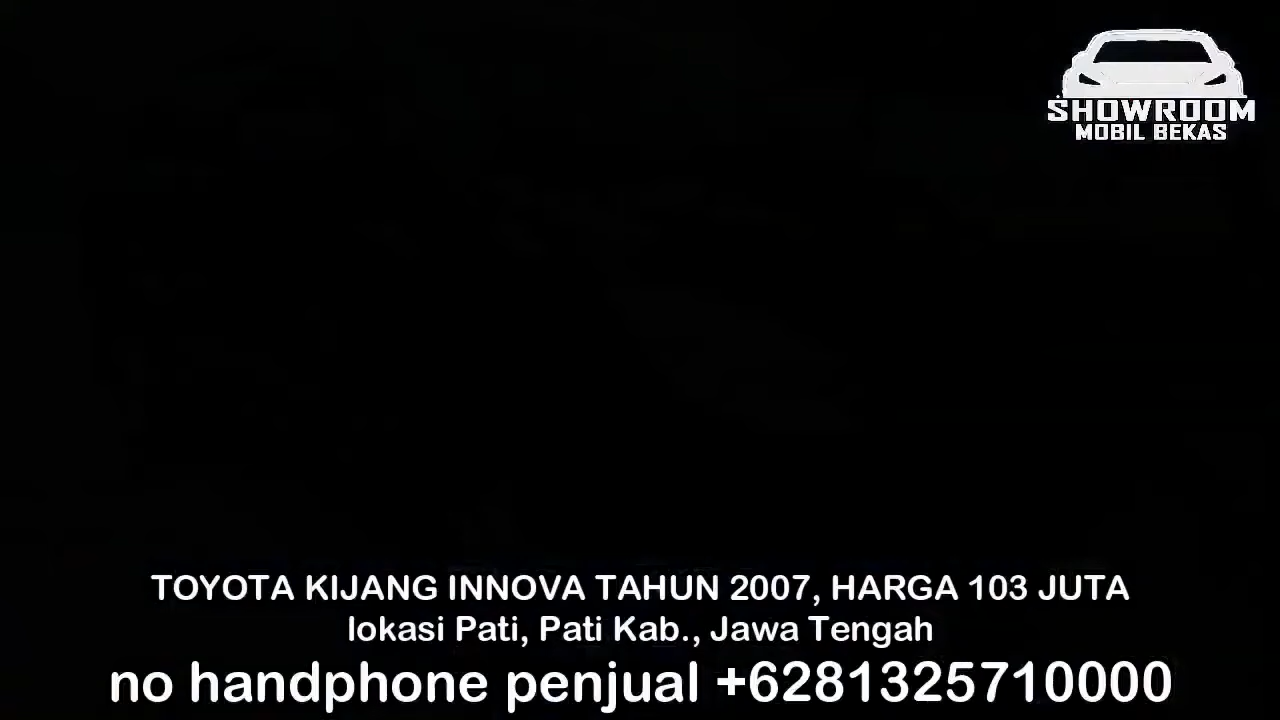 SHOWROOM
MOBIL BEKAS
TOYOTA KIJANG INNOVA TAHUN 2007, HARGA 103 JUTA
lokasi Pati, Pati Kab., Jawa Tengah
no handphone penjual +6281325710000